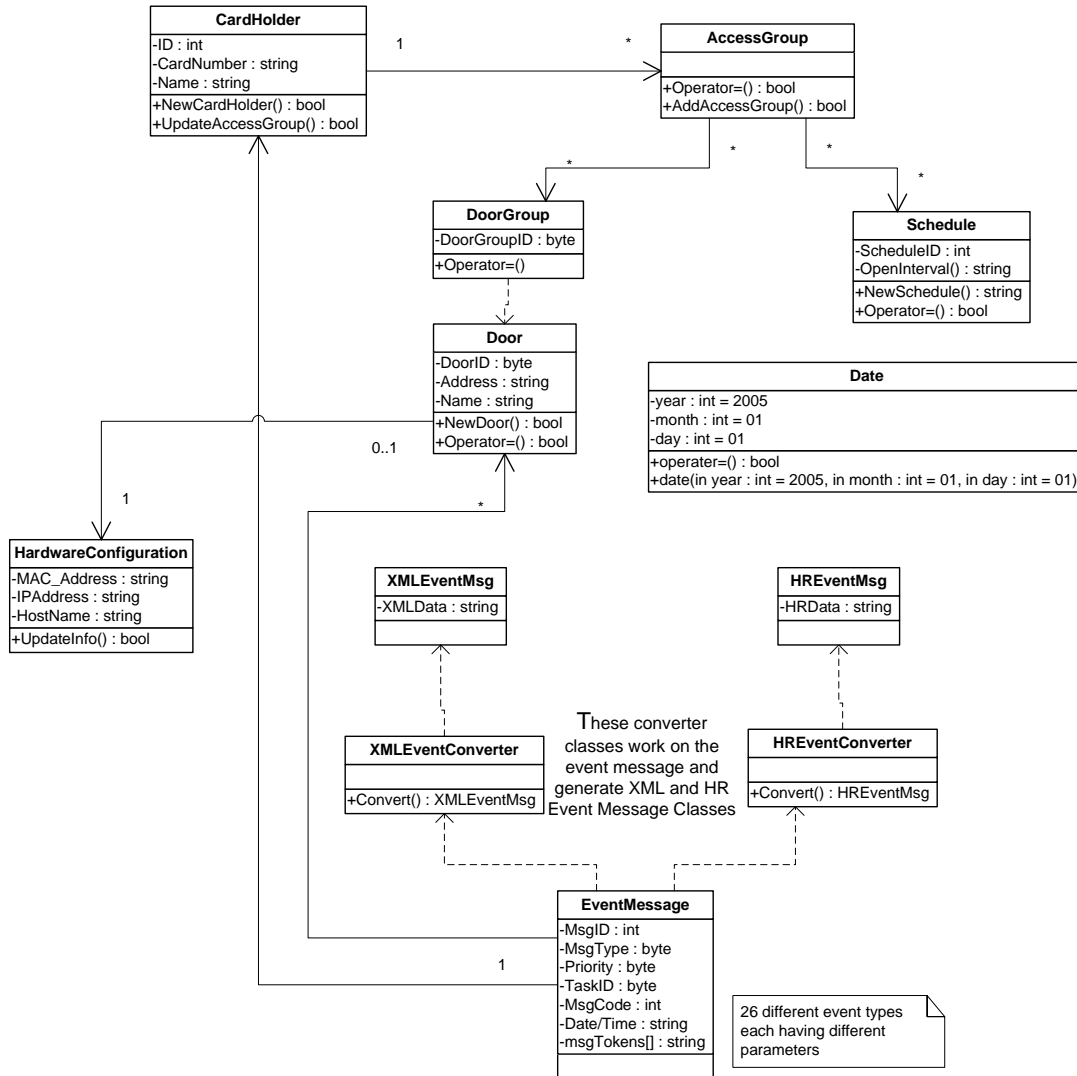 CardHolder
-ID : int
-CardNumber : string
-Name : string
+NewCardHolder() : bool
+UpdateAccessGroup() : bool
1
*
AccessGroup
+Operator=() : bool
+AddAccessGroup() : bool
*
*
*
*
DoorGroup
-DoorGroupID : byte
+Operator=()
Schedule
-ScheduleID : int
-OpenInterval() : string
+NewSchedule() : string
+Operator=() : bool
Door
-DoorID : byte
-Address : string
-Name : string
+NewDoor() : bool
+Operator=() : bool
Date
-year : int = 2005
-month : int = 01
-day : int = 01
+operater=() : bool
+date(in year : int = 2005, in month : int = 01, in day : int = 01)
0..1
1
*
HardwareConfiguration
-MAC_Address : string
-IPAddress : string
-HostName : string
+UpdateInfo() : bool
XMLEventMsg
-XMLData : string
HREventMsg
-HRData : string
XMLEventConverter
+Convert() : XMLEventMsg
These converter
classes work on the
event message and
generate XML and HR
Event Message Classes
HREventConverter
+Convert() : HREventMsg
EventMessage
-MsgID : int
-MsgType : byte
-Priority : byte
-TaskID : byte
-MsgCode : int
-Date/Time : string
-msgTokens[] : string
1
26 different event types
each having different
parameters